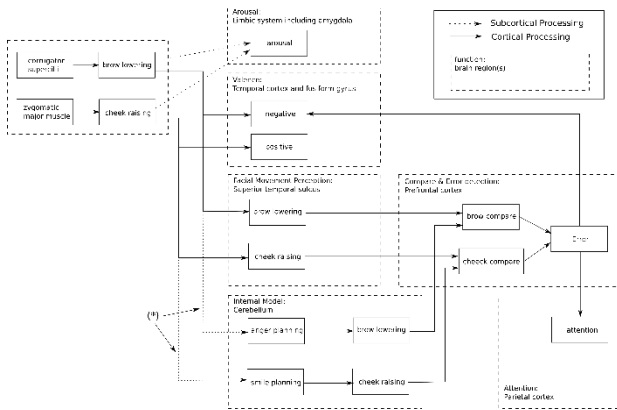 Arousal:
Limbic system including amygdala
arousal
Subcortical Processing
Cortical Processing
function:
brain region(s)
corrugator
supercilii
brow lowering
zygomatic
major muscle
cheek raising
Valence:
Temporal cortex and fusiform gyrus
negative
positive
Facial Movement Perception:
Superior temporal sulcus
brow lowering
cheek raising
Compare & Error detection:
Prefrontal cortex
brow compare
cheeck compare
Error
Internal Model:
Cerebellum
anger planning
brow lowering
smile planning
cheek raising
(*)
attention
Attention:
Parietal cortex